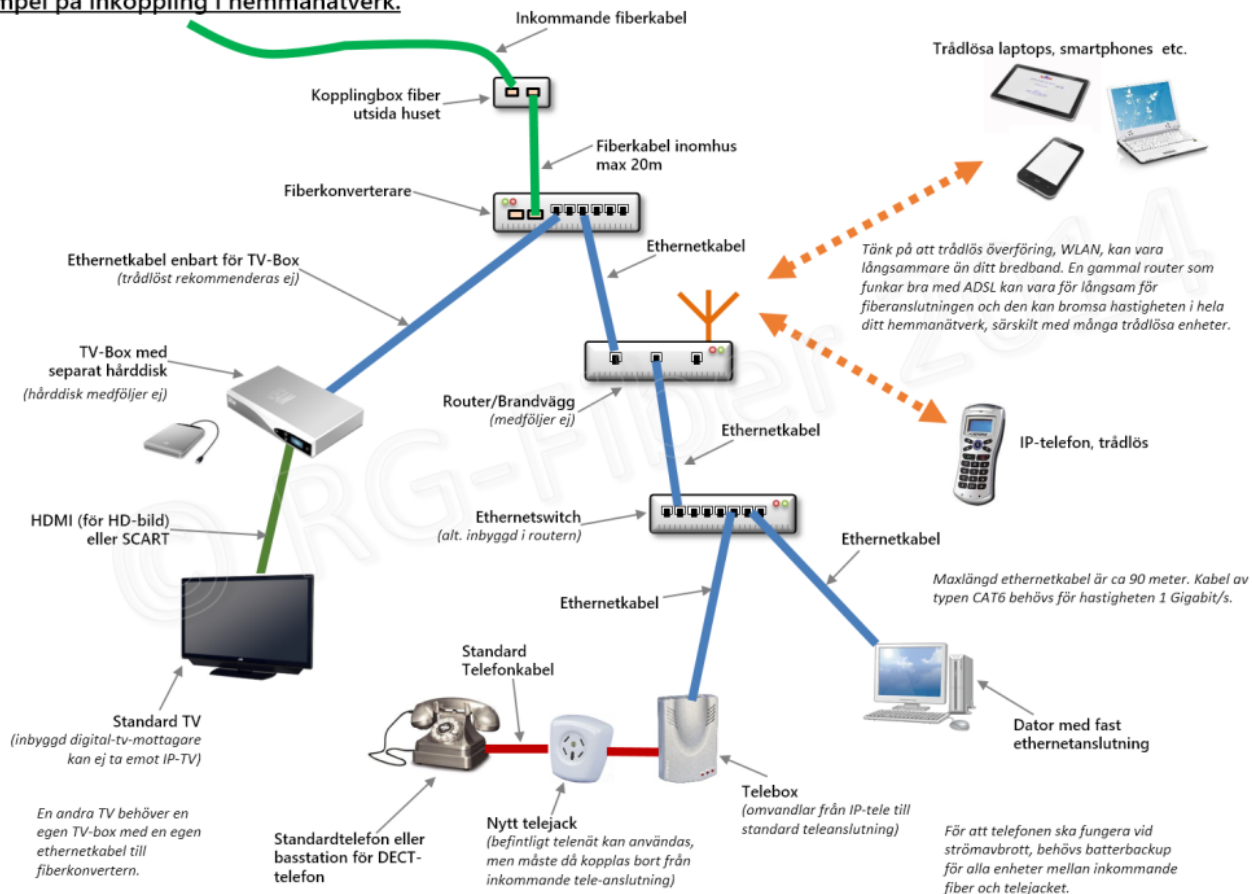 inkoppling i hemmanätverk.
Inkommande fiberkabel
Trådlösa laptops, smartphones etc.
Kopplingbox fiber
utsida huset
Fiberkabel inomhus
max 20m
Fiberkonverterare
Ethernetkabel
Ethernetkabel enbart för TV-Box
(trådlöst rekommenderas ej)
Tänk på att trådlös överföring, WLAN, kan vara
långsammare än ditt bredband. En gammal router som
funkar bra med ADSL kan vara för långsam för
fiberanslutningen och den kan bromsa hastigheten i hela
ditt hemmanätverk, särskilt med många trådlösa enheter.
TV-Box med
separat hårddisk
(hårddisk medföljer ej)
Router/Brandvägg
(medföljer ej)
Ethernetkabel
IP-telefon, trådlös
HDMI (för HD-bild)
eller SCART
Ethernetswitch
(alt. inbyggd i routern)
Ethernetkabel
Ethernetkabel
Maxlängd ethernetkabel är ca 90 meter. Kabel av
typen CAT6 behövs för hastigheten 1 Gigabit/s.
Standard
Telefonkabel
Standard TV
(inbyggd digital-tv-mottagare
kan ej ta emot IP-TV)
Dator med fast
ethernetanslutning
En andra TV behöver en
egen TV-box med en egen
ethernetkabel till
fiberkonvertern.
Standardtelefon eller
basstation för DECT-
telefon
Nytt telejack
(befintligt telenät kan användas,
men måste då kopplas bort från
inkommande tele-anslutning)
Telebox
(omvandlar från IP-tele till
standard teleanslutning)
För att telefonen ska fungera vid
strömavbrott, behövs batterbackup
för alla enheter mellan inkommande
fiber och telejacket.
© RG-Fiber 2014